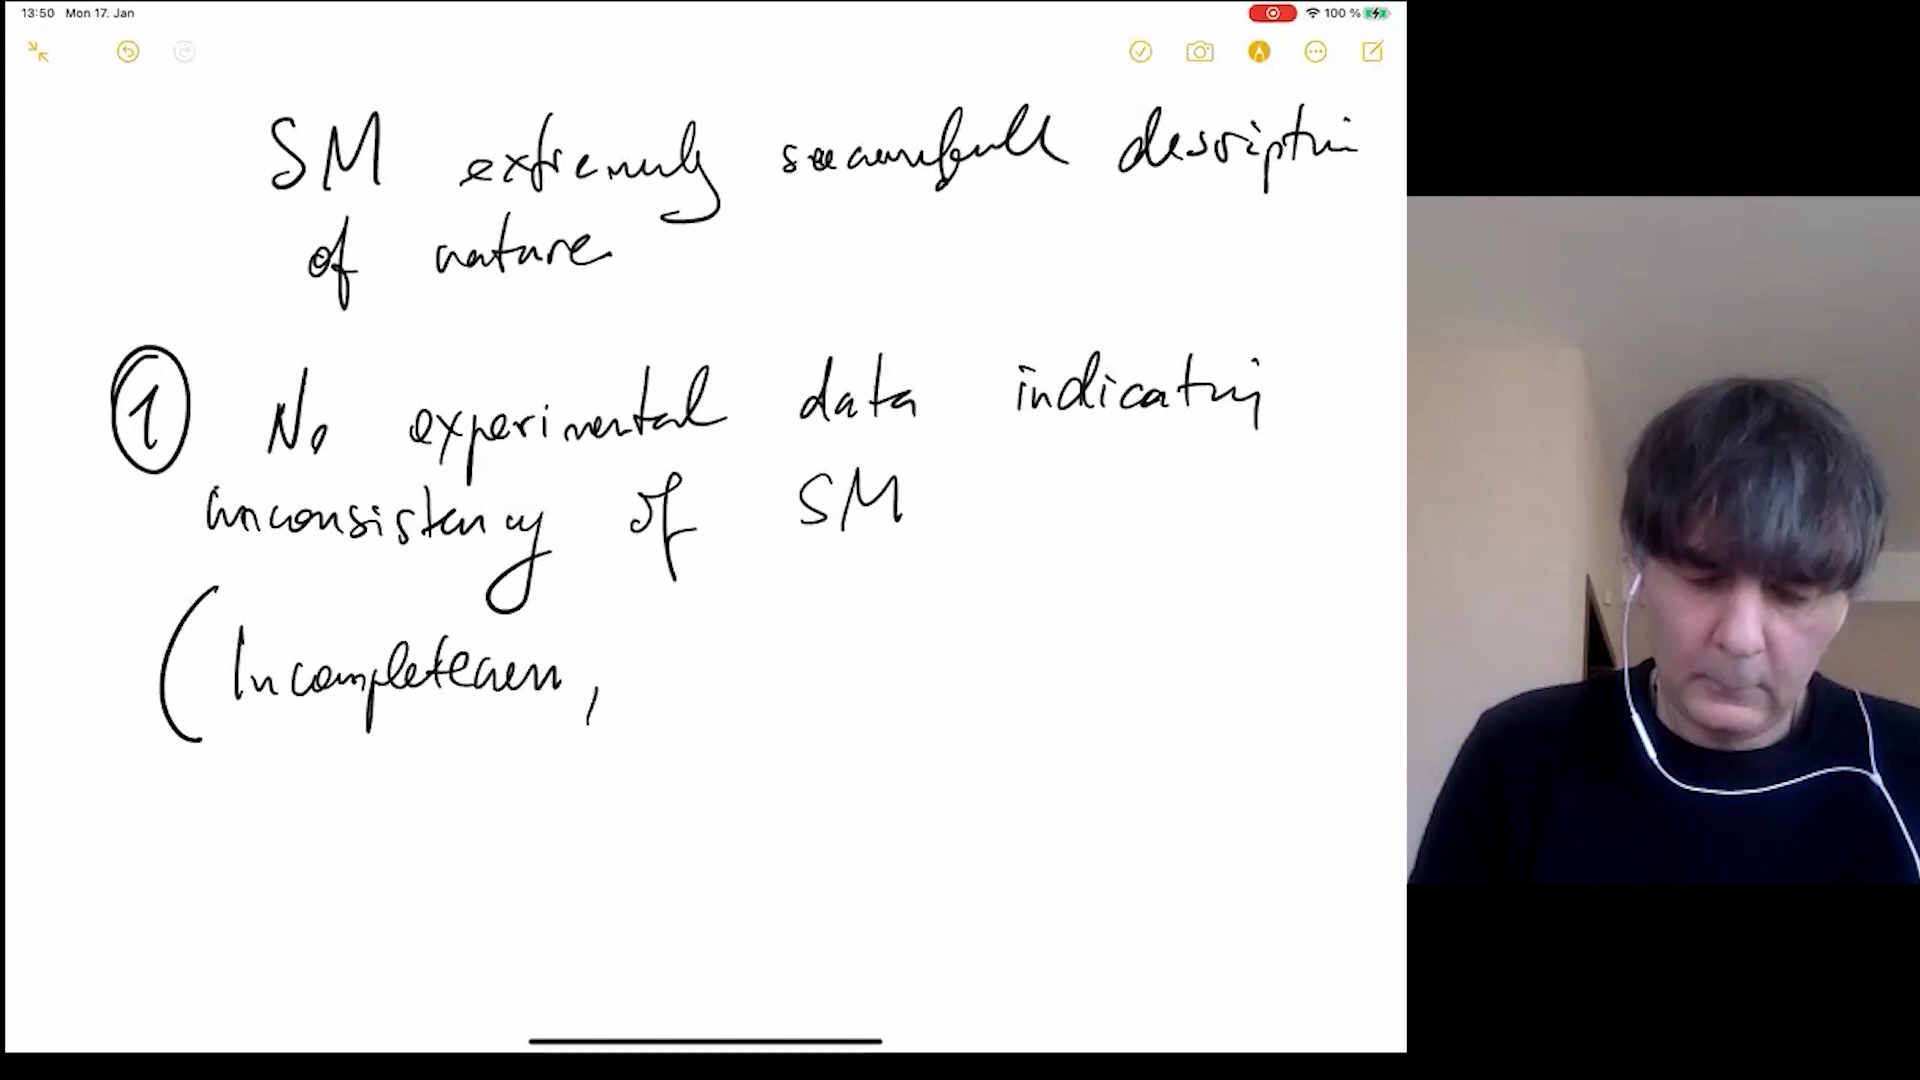 13:50 Mon 17. Jan
100 %
SM extremely successfull description
of nature
1 No experimental data indicating
inconsistency of SM
( Incompleteness,